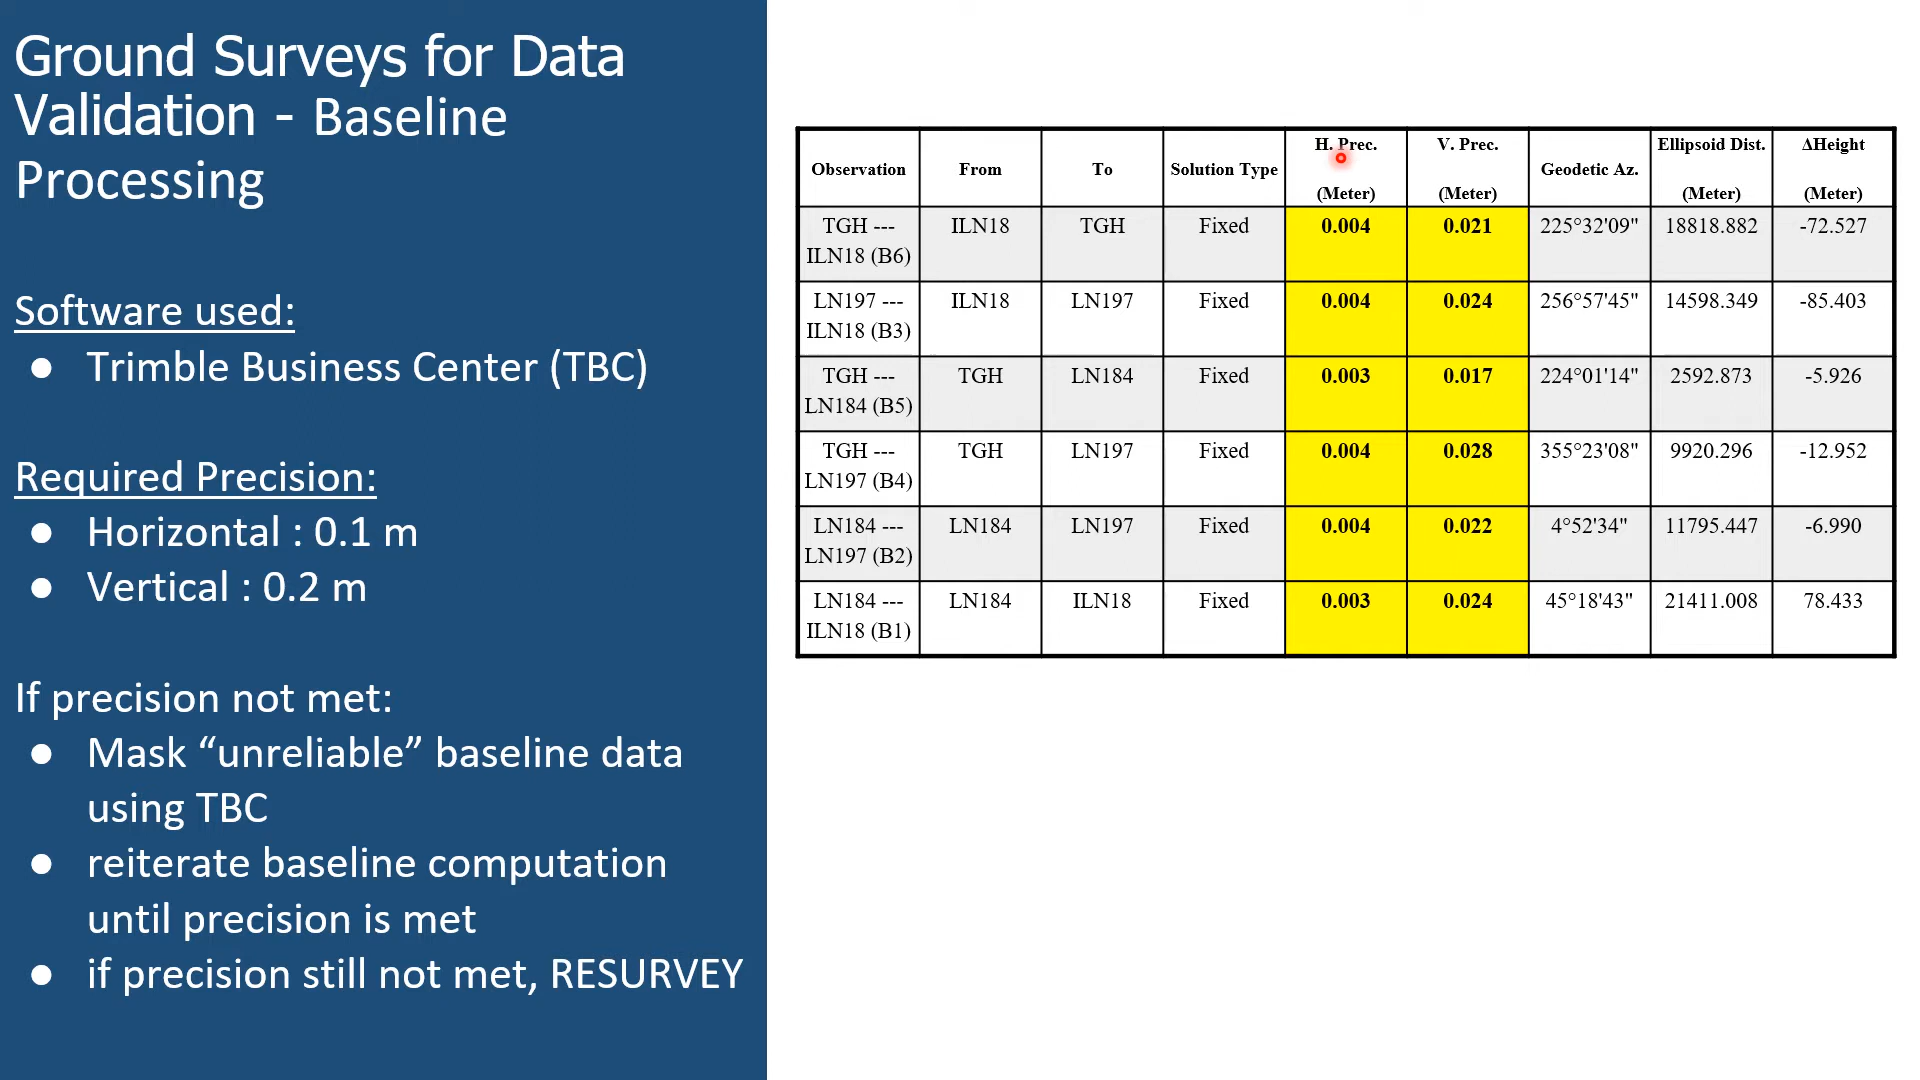 Ground Surveys for Data
Validation - Baseline
Processing
Software used:
● Trimble Business Center (TBC)
Required Precision:
● Horizontal : 0.1 m
● Vertical : 0.2 m
If precision not met:
● Mask “unreliable” baseline data
using TBC
● reiterate baseline computation
until precision is met
● if precision still not met, RESURVEY
Observation From To Solution Type H. Prec. (Meter) V. Prec. (Meter) Geodetic Az. Ellipsoid Dist. (Meter) ΔHeight (Meter)
TGH --- ILN18 (B6) ILN18 TGH Fixed 0.004 0.021 225°32'09" 18818.882 -72.527
LN197 --- ILN18 (B3) ILN18 LN197 Fixed 0.004 0.024 256°57'45" 14598.349 -85.403
TGH --- LN184 (B5) TGH LN184 Fixed 0.003 0.017 224°01'14" 2592.873 -5.926
TGH --- LN197 (B4) TGH LN197 Fixed 0.004 0.028 355°23'08" 9920.296 -12.952
LN184 --- LN197 (B2) LN184 LN197 Fixed 0.004 0.022 4°52'34" 11795.447 -6.990
LN184 --- ILN18 (B1) LN184 ILN18 Fixed 0.003 0.024 45°18'43" 21411.008 78.433